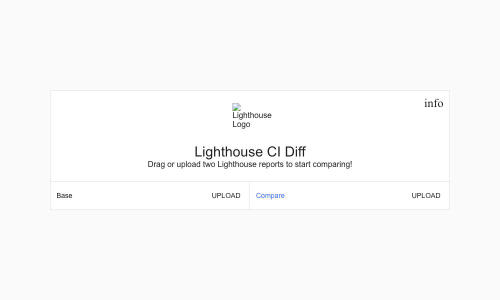 info
Lighthouse
Logo
Lighthouse CI Diff
Drag or upload two Lighthouse reports to start comparing!
Base UPLOAD Compare UPLOAD